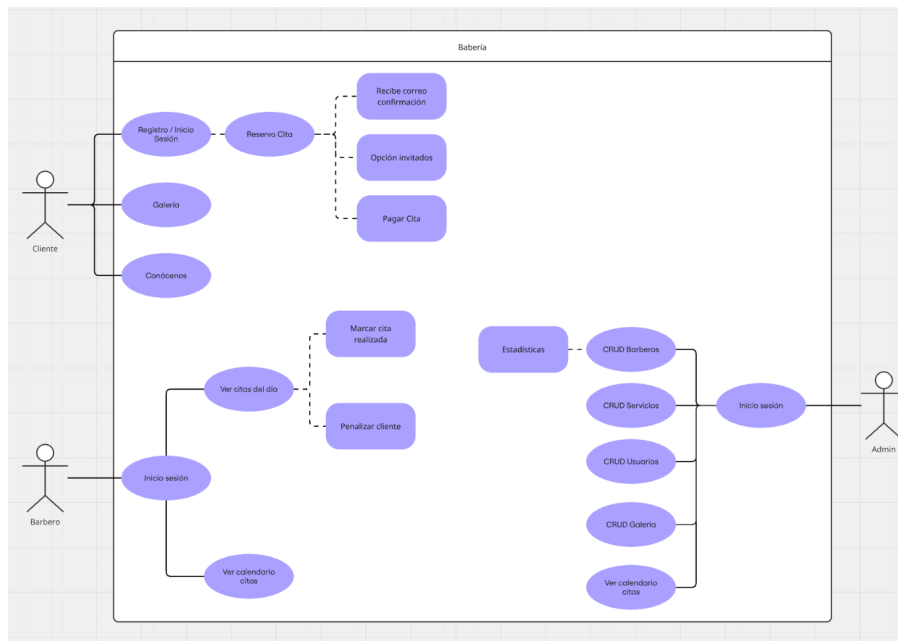 Babería
Recibe correo
confirmación
Registro / Inicio
Sesión
Reserva Cita
Opción invitados
Galería
Pagar Cita
Cliente
Conócenos
Marcar cita
realizada
Estadísticas
CRUD Barberos
Ver citas del día
CRUD Servicios
Inicio sesión
Penalizar cliente
Admin
CRUD Usuarios
Inicio sesión
Barbero
CRUD Galería
Ver calendario
citas
Ver calendario
citas